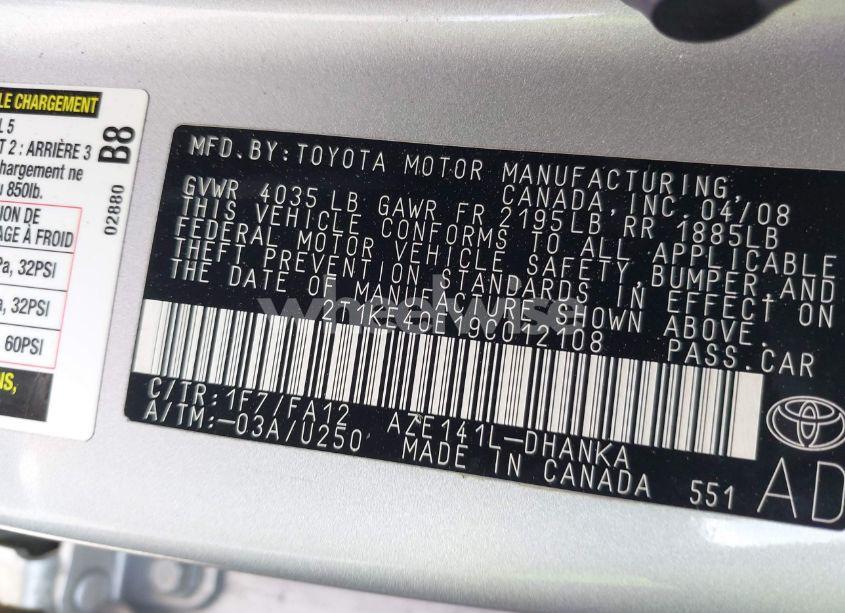 LE CHARGEMENT
L 5
T 2 : ARRIÈRE 3
chargement ne
u 850lb.
ION DE
AGE À FROID
Pa, 32PSI
a, 32PSI
60PSI
NS,
B8
02880
MFD.BY:TOYOTA MOTOR MANUFACTURING,
CANADA, INC. 04/08
GVWR 4035 LB GAWR FR 2195LB RR 1885LB
THIS VEHICLE CONFORMS TO ALL APPLICABLE
FEDERAL MOTOR VEHICLE SAFETY, BUMPER, AND
THEFT PREVENTION STANDARDS IN EFFECT ON
THE DATE OF MANUFACTURE SHOWN ABOVE.
PASS.CAR
C/TR:1F7/FA12
A/TM:-03A/U250
AZE141L-DHANKA
MADE IN CANADA
551
AD
wheelwise